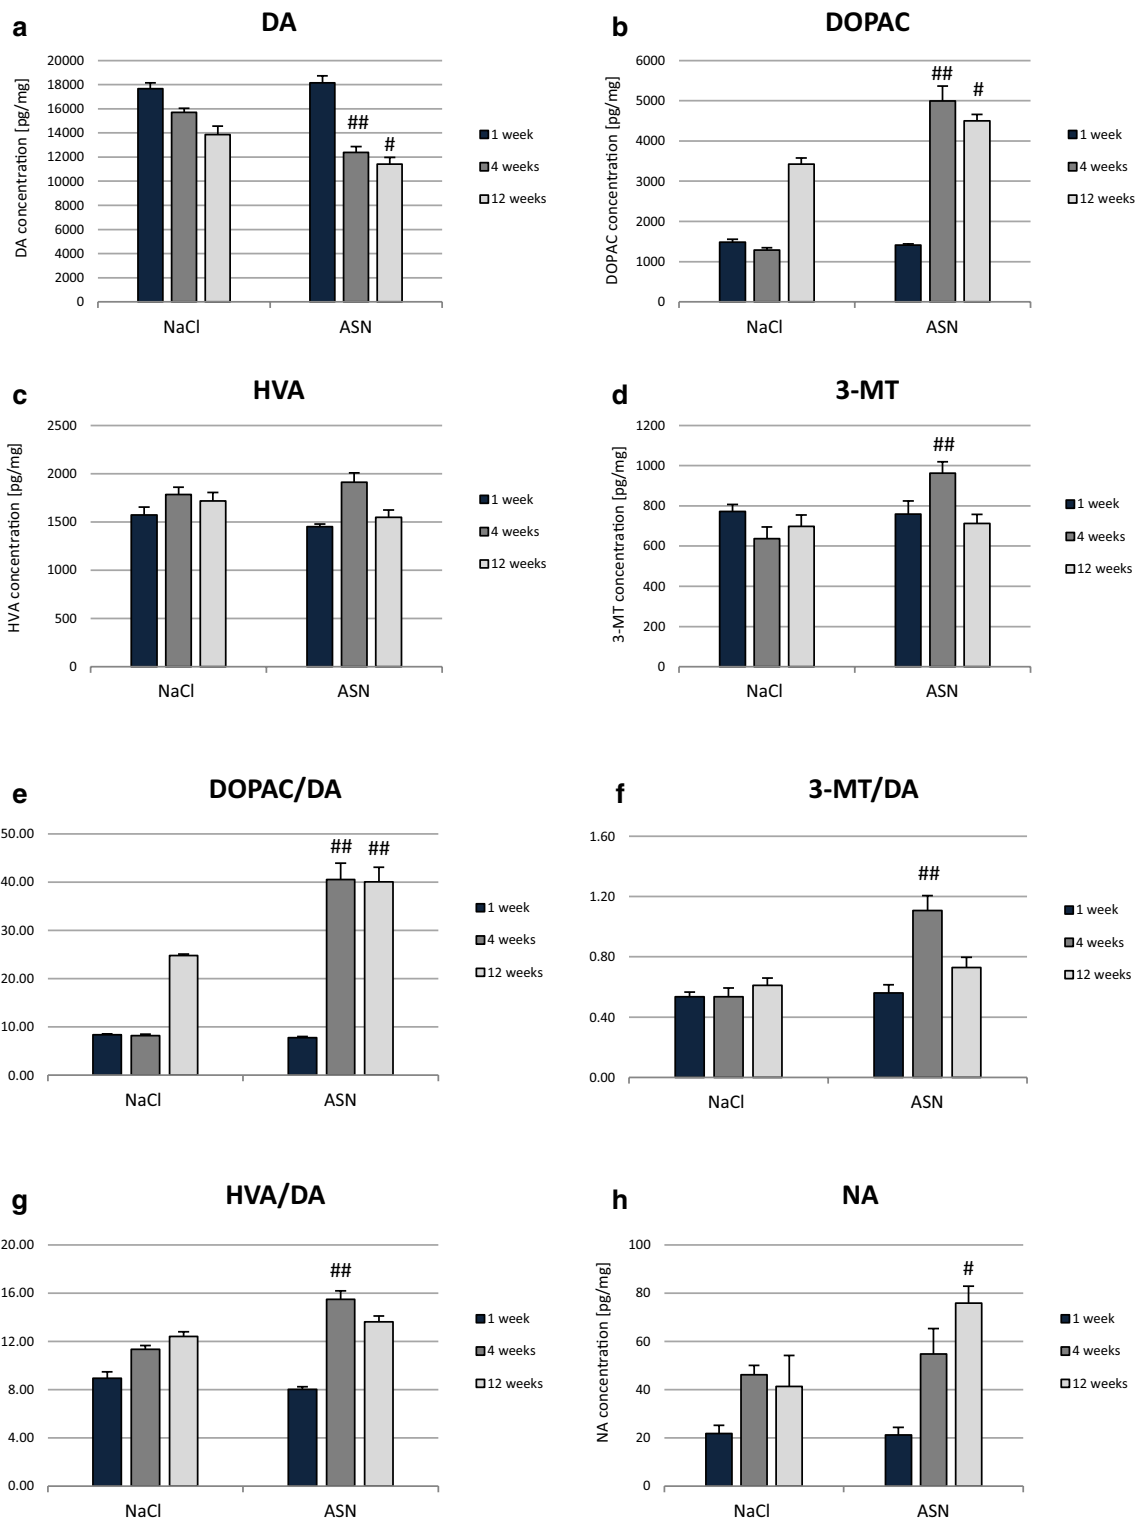 a
DA
DA concentration [pg/mg]
20000
18000
16000
14000
12000
10000
8000
6000
4000
2000
0
##
#
NaCl
ASN
1 week
4 weeks
12 weeks
b
DOPAC
DOPAC concentration [pg/mg]
6000
5000
4000
3000
2000
1000
0
##
#
NaCl
ASN
1 week
4 weeks
12 weeks
c
HVA
HVA concentration [pg/mg]
2500
2000
1500
1000
500
0
NaCl
ASN
1 week
4 weeks
12 weeks
d
3-MT
3-MT concentration [pg/mg]
1200
1000
800
600
400
200
0
##
NaCl
ASN
1 week
4 weeks
12 weeks
e
DOPAC/DA
50.00
40.00
30.00
20.00
10.00
0.00
## ##
NaCl
ASN
1 week
4 weeks
12 weeks
f
3-MT/DA
1.60
1.20
0.80
0.40
0.00
##
NaCl
ASN
1 week
4 weeks
12 weeks
g
HVA/DA
20.00
16.00
12.00
8.00
4.00
0.00
##
NaCl
ASN
1 week
4 weeks
12 weeks
h
NA
NA concentration [pg/mg]
100
80
60
40
20
0
#
NaCl
ASN
1 week
4 weeks
12 weeks